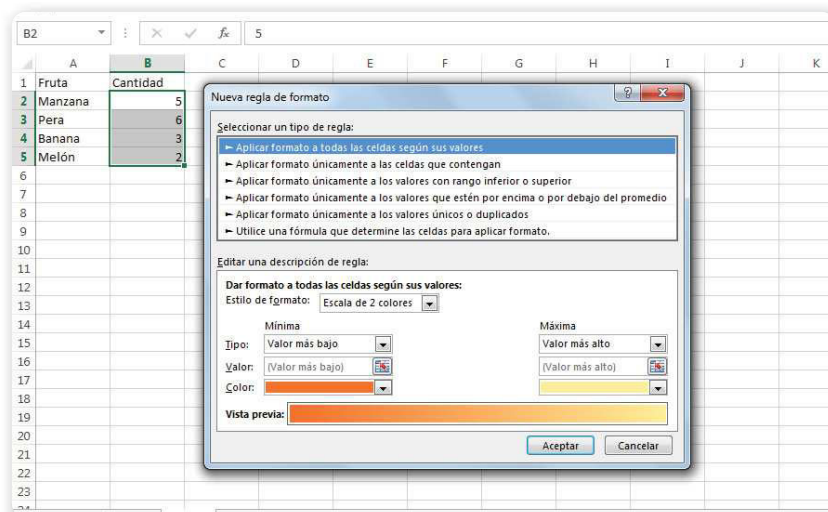 B2 fx 5
A B C D E F G H I J K
1 Fruta Cantidad
2 Manzana 5
3 Pera 6
4 Banana 3
5 Melón 2
6
7
8
9
10
11
12
13
14
15
16
17
18
19
20
21
22
23
Nueva regla de formato
?
Seleccionar un tipo de regla:
► Aplicar formato a todas las celdas según sus valores
► Aplicar formato únicamente a las celdas que contengan
► Aplicar formato únicamente a los valores con rango inferior o superior
► Aplicar formato únicamente a los valores que estén por encima o por debajo del promedio
► Aplicar formato únicamente a los valores únicos o duplicados
► Utilice una fórmula que determine las celdas para aplicar formato.
Editar una descripción de regla:
Dar formato a todas las celdas según sus valores:
Estilo de formato: Escala de 2 colores
Mínima Máxima
Tipo: Valor más bajo Valor más alto
Valor: (Valor más bajo) (Valor más alto)
Color:
Vista previa:
Aceptar Cancelar